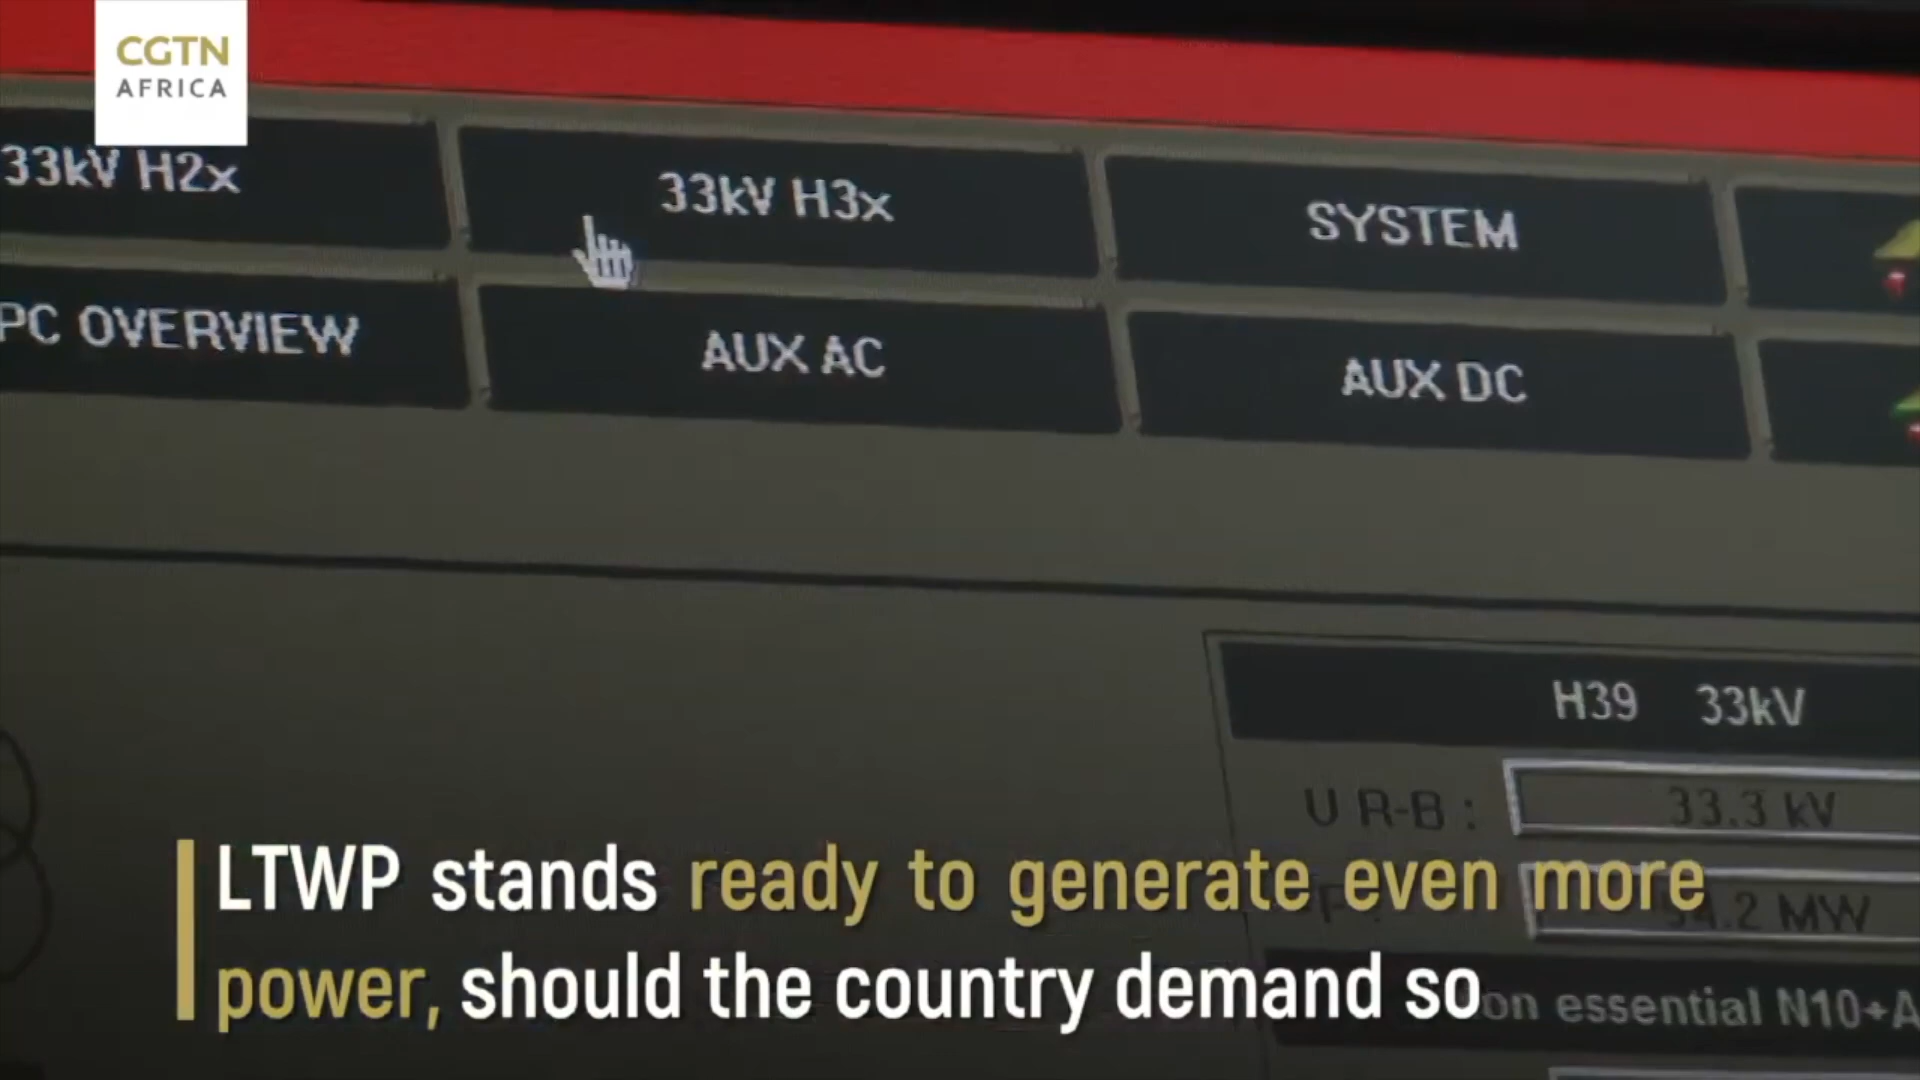 CGTN
AFRICA
33kV H2x
33kV H3x
SYSTEM
PC OVERVIEW
AUX AC
AUX DC
H39 33kV
U R-B :
33.3 kV
MW
LTWP stands ready to generate even more
power, should the country demand so
essential N10+A